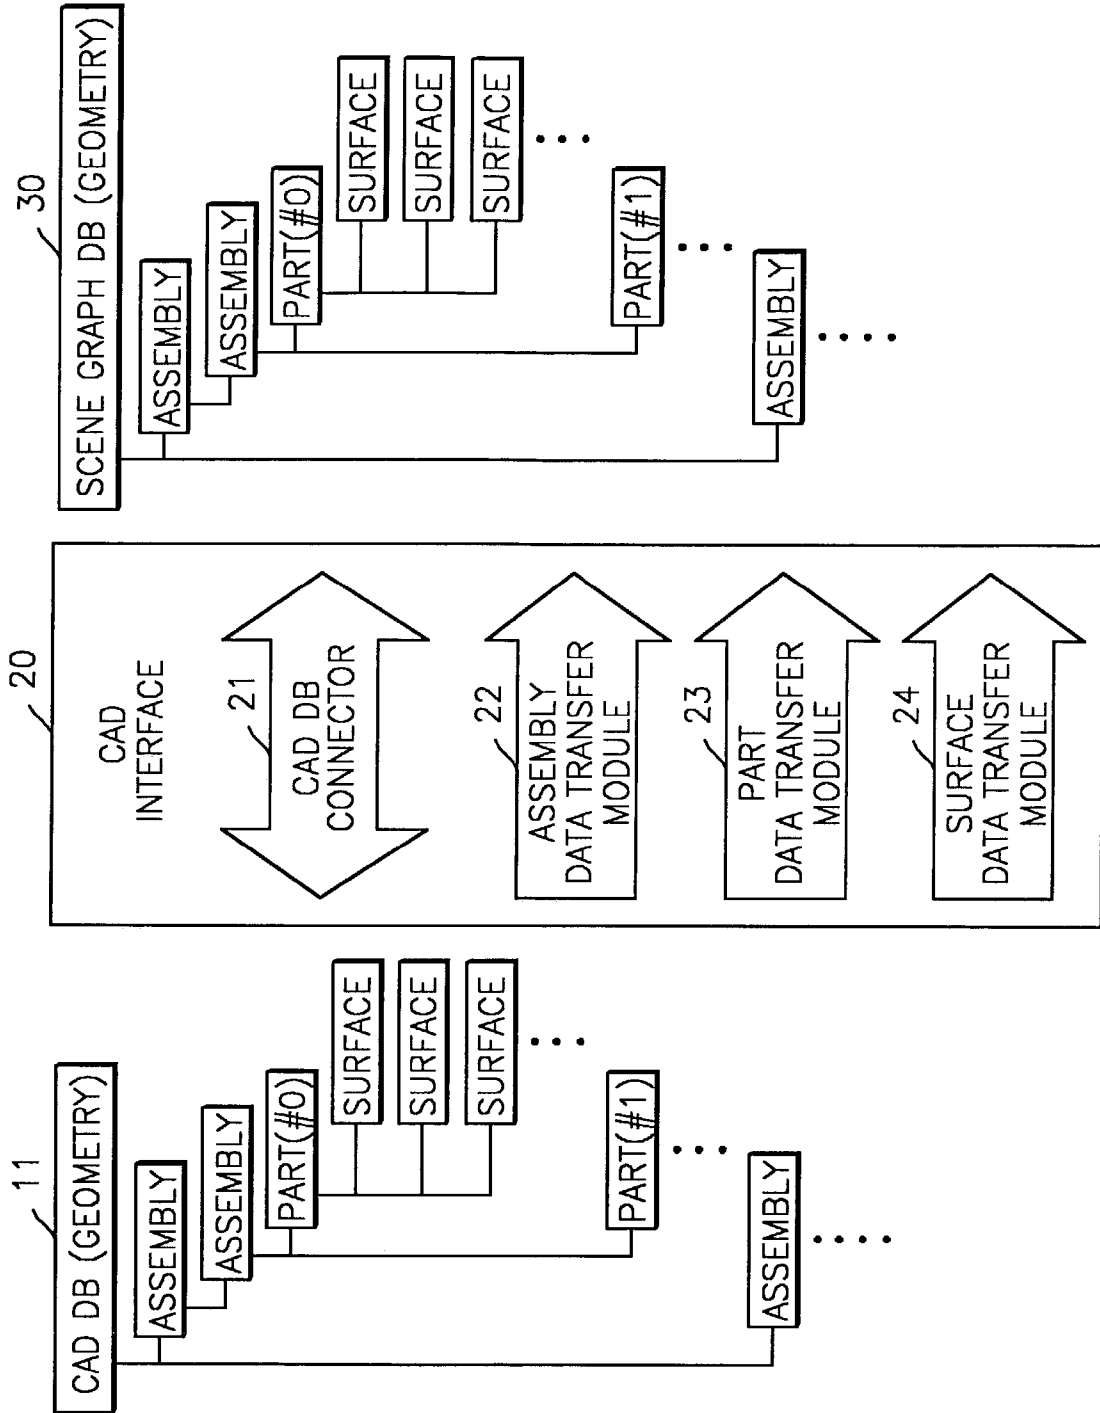 11
CAD DB (GEOMETRY)
ASSEMBLY
ASSEMBLY
PART(#0)
SURFACE
SURFACE
SURFACE
PART(#1)
ASSEMBLY
20
CAD
INTERFACE
21
CAD DB
CONNECTOR
22
ASSEMBLY
DATA TRANSFER
MODULE
23
PART
DATA TRANSFER
MODULE
24
SURFACE
DATA TRANSFER
MODULE
30
SCENE GRAPH DB (GEOMETRY)
ASSEMBLY
ASSEMBLY
PART(#0)
SURFACE
SURFACE
SURFACE
PART(#1)
ASSEMBLY